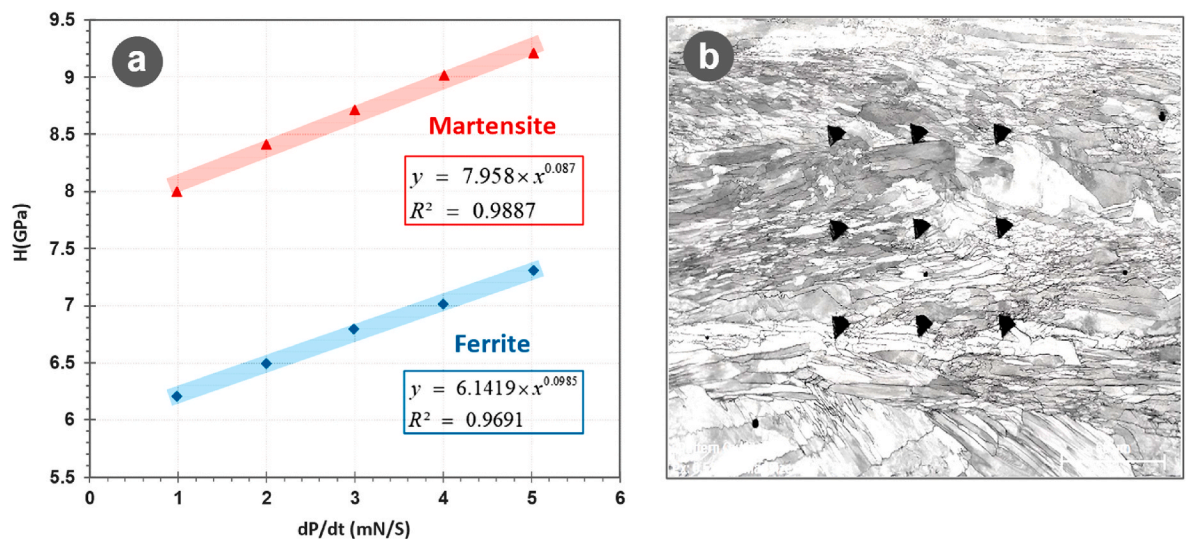 a
9.5
9
8.5
8
7.5
7
6.5
6
5.5
H(GPa)
0 1 2 3 4 5 6
dP/dt (mN/S)
Martensite
y = 7.958× x^0.087
R² = 0.9887
Ferrite
y = 6.1419× x^0.0985
R² = 0.9691
b